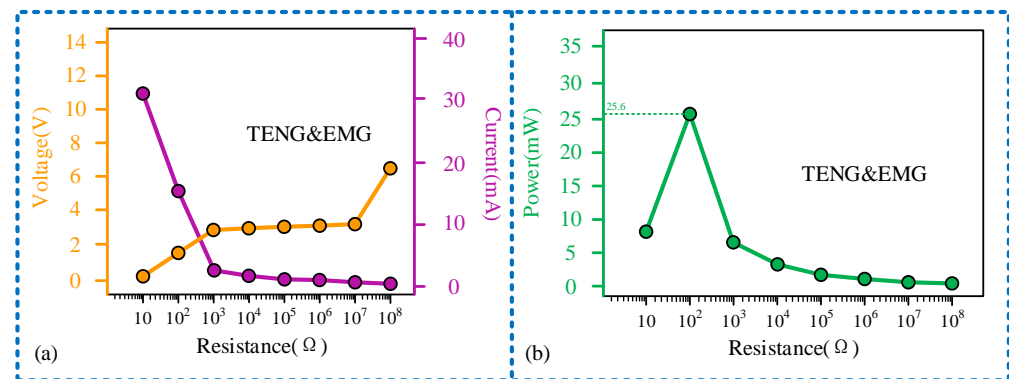 14
12
10
8
6
4
2
0
Voltage(V)
40
30
20
10
0
Current(mA)
TENG&EMG
10 10² 10³ 10⁴ 10⁵ 10⁶ 10⁷ 10⁸
Resistance(Ω)
(a)
35
30
25
20
15
10
5
0
Power(mW)
25.6
TENG&EMG
10 10² 10³ 10⁴ 10⁵ 10⁶ 10⁷ 10⁸
Resistance(Ω)
(b)